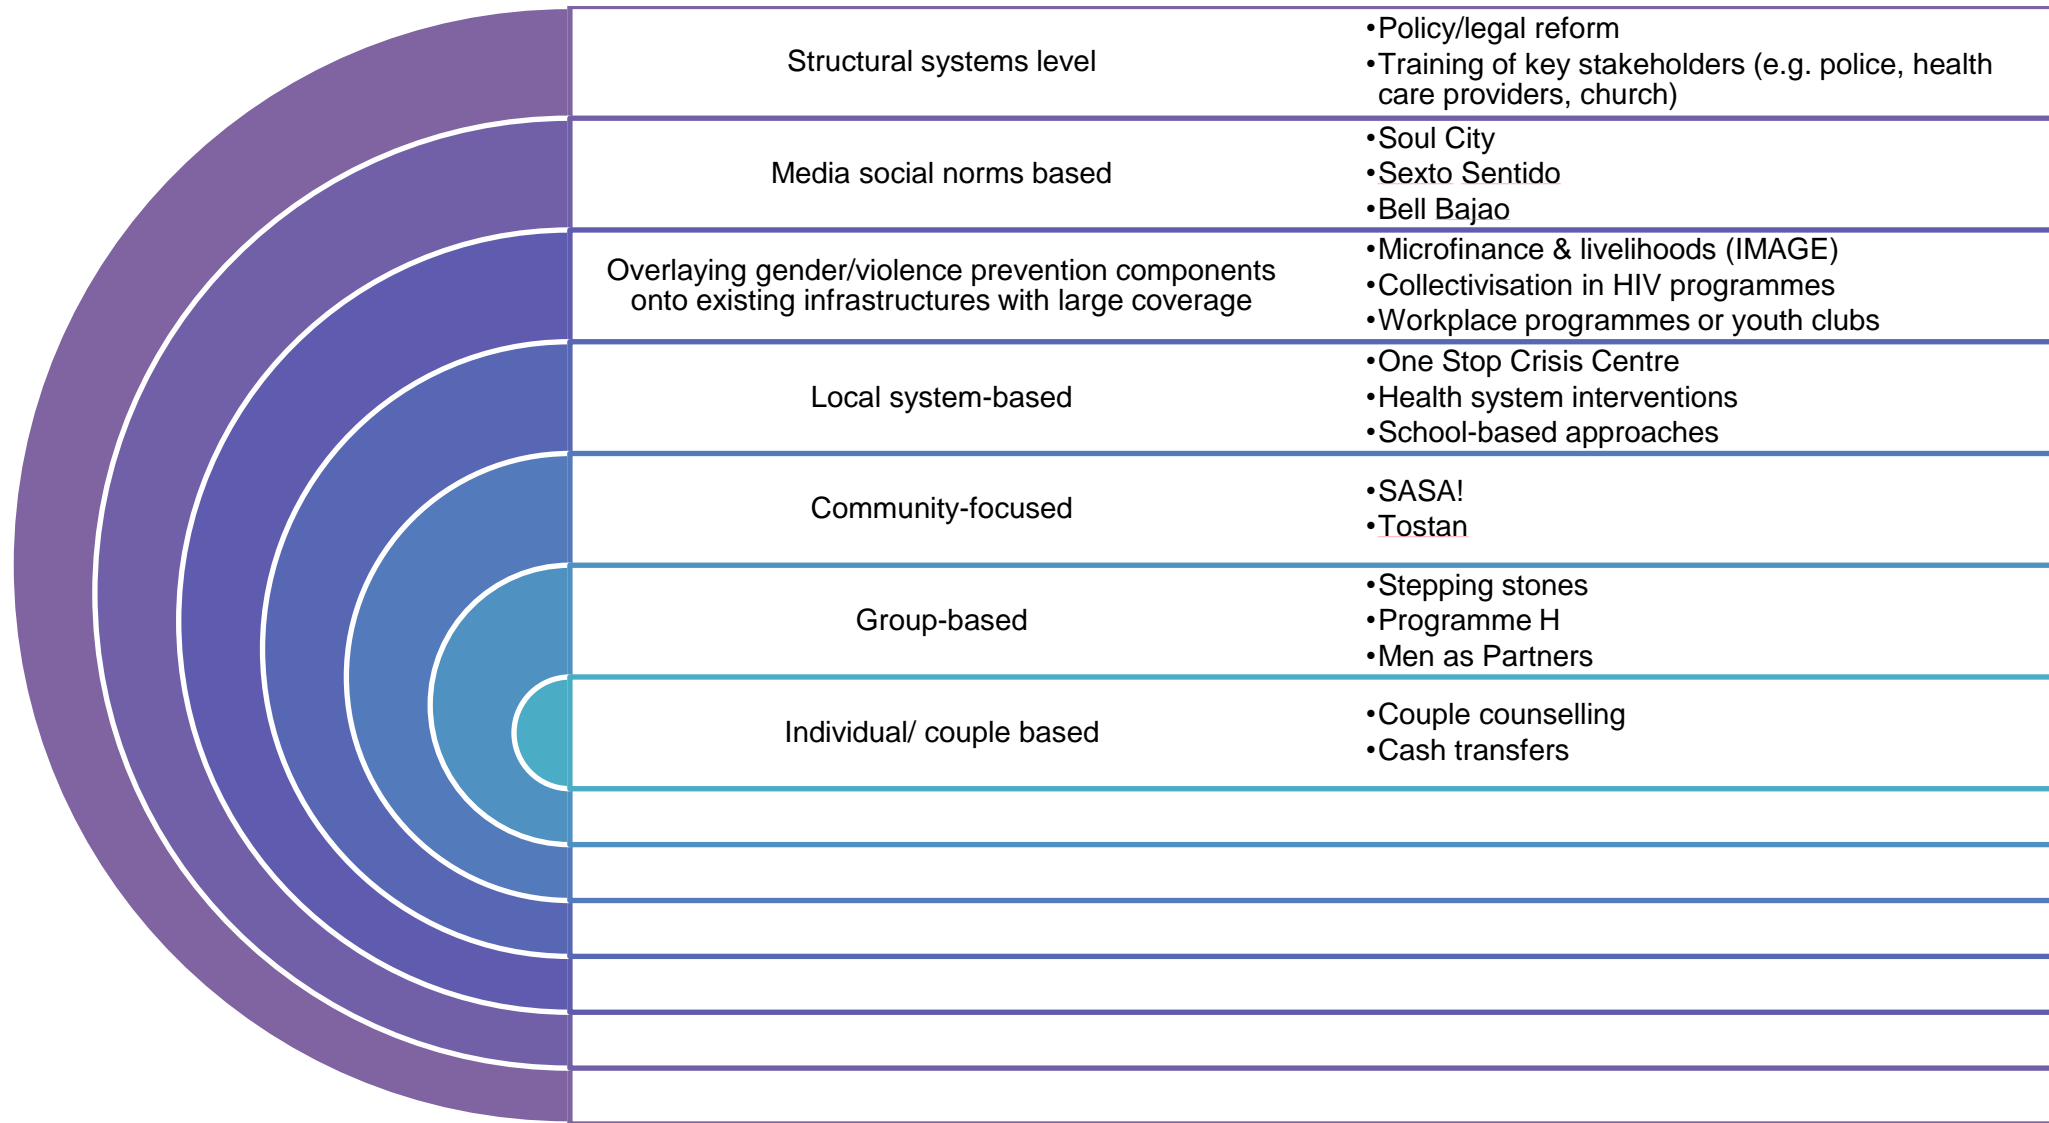 Structural systems level
•Policy/legal reform
•Training of key stakeholders (e.g. police, health
care providers, church)
Media social norms based
•Soul City
•Sexto Sentido
•Bell Bajao
Overlaying gender/violence prevention components
onto existing infrastructures with large coverage
•Microfinance & livelihoods (IMAGE)
•Collectivisation in HIV programmes
•Workplace programmes or youth clubs
Local system-based
•One Stop Crisis Centre
•Health system interventions
•School-based approaches
Community-focused
•SASA!
•Tostan
Group-based
•Stepping stones
•Programme H
•Men as Partners
Individual/ couple based
•Couple counselling
•Cash transfers